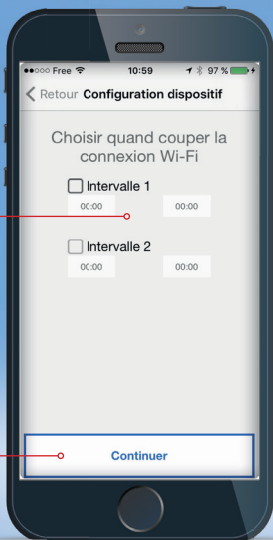 Free 10:59 97 %
Retour Configuration dispositif
Choisir quand couper la
connexion Wi-Fi
Intervalle 1
00:00 00:00
Intervalle 2
00:00 00:00
Continuer